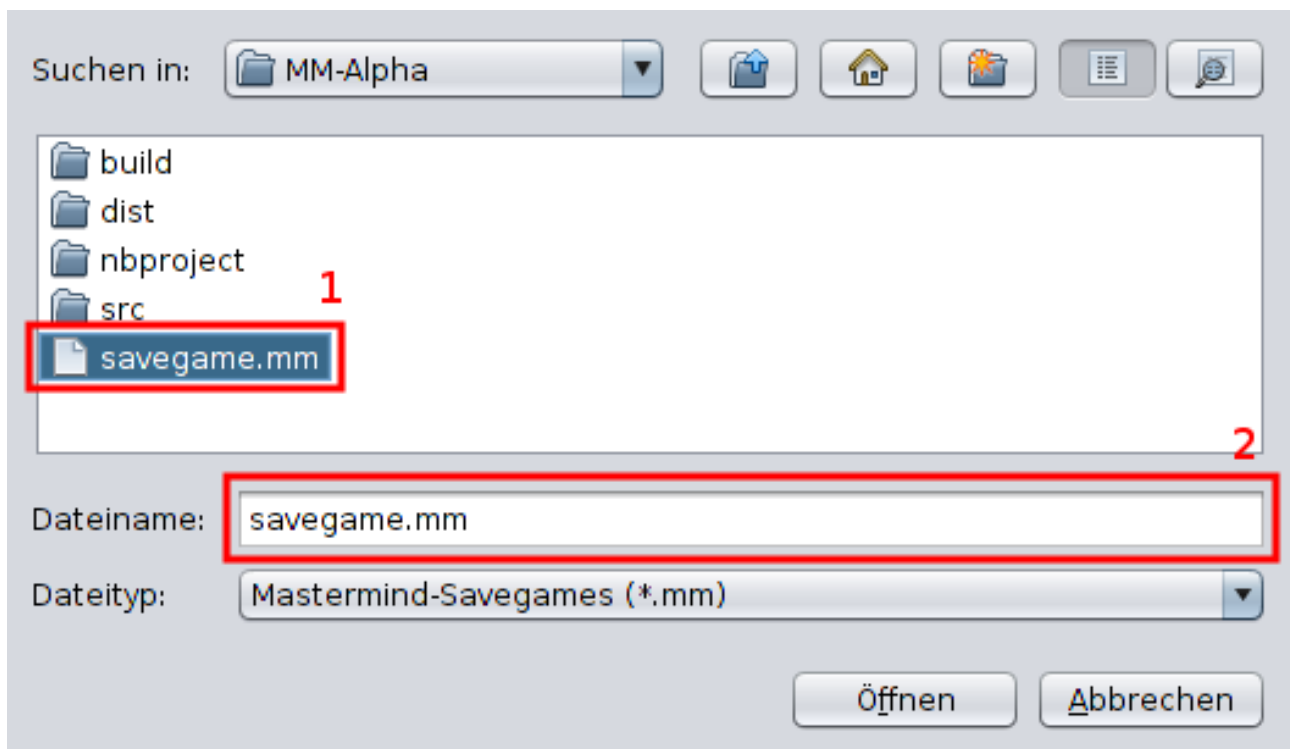 Suchen in: MM-Alpha
build
dist
nbproject
1
src
savegame.mm
2
Dateiname: savegame.mm
Dateityp: Mastermind-Savegames (*.mm)
Öffnen Abbrechen